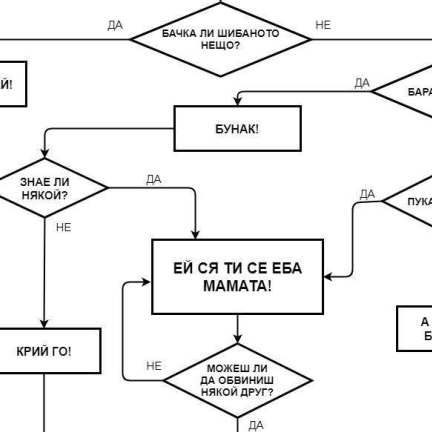 ДА
БАЧКА ЛИ ШИБАНОТО
НЕЩО?
НЕ
Й!
ДА
БАРА
БУНАК!
ЗНАЕ ЛИ
НЯКОЙ?
ДА
ДА
ПУКА
НЕ
ЕЙ СЯ ТИ СЕ ЕБА
МАМАТА!
А
Б
КРИЙ ГО!
НЕ
МОЖЕШ ЛИ
ДА ОБВИНИШ
НЯКОЙ ДРУГ?
ДА